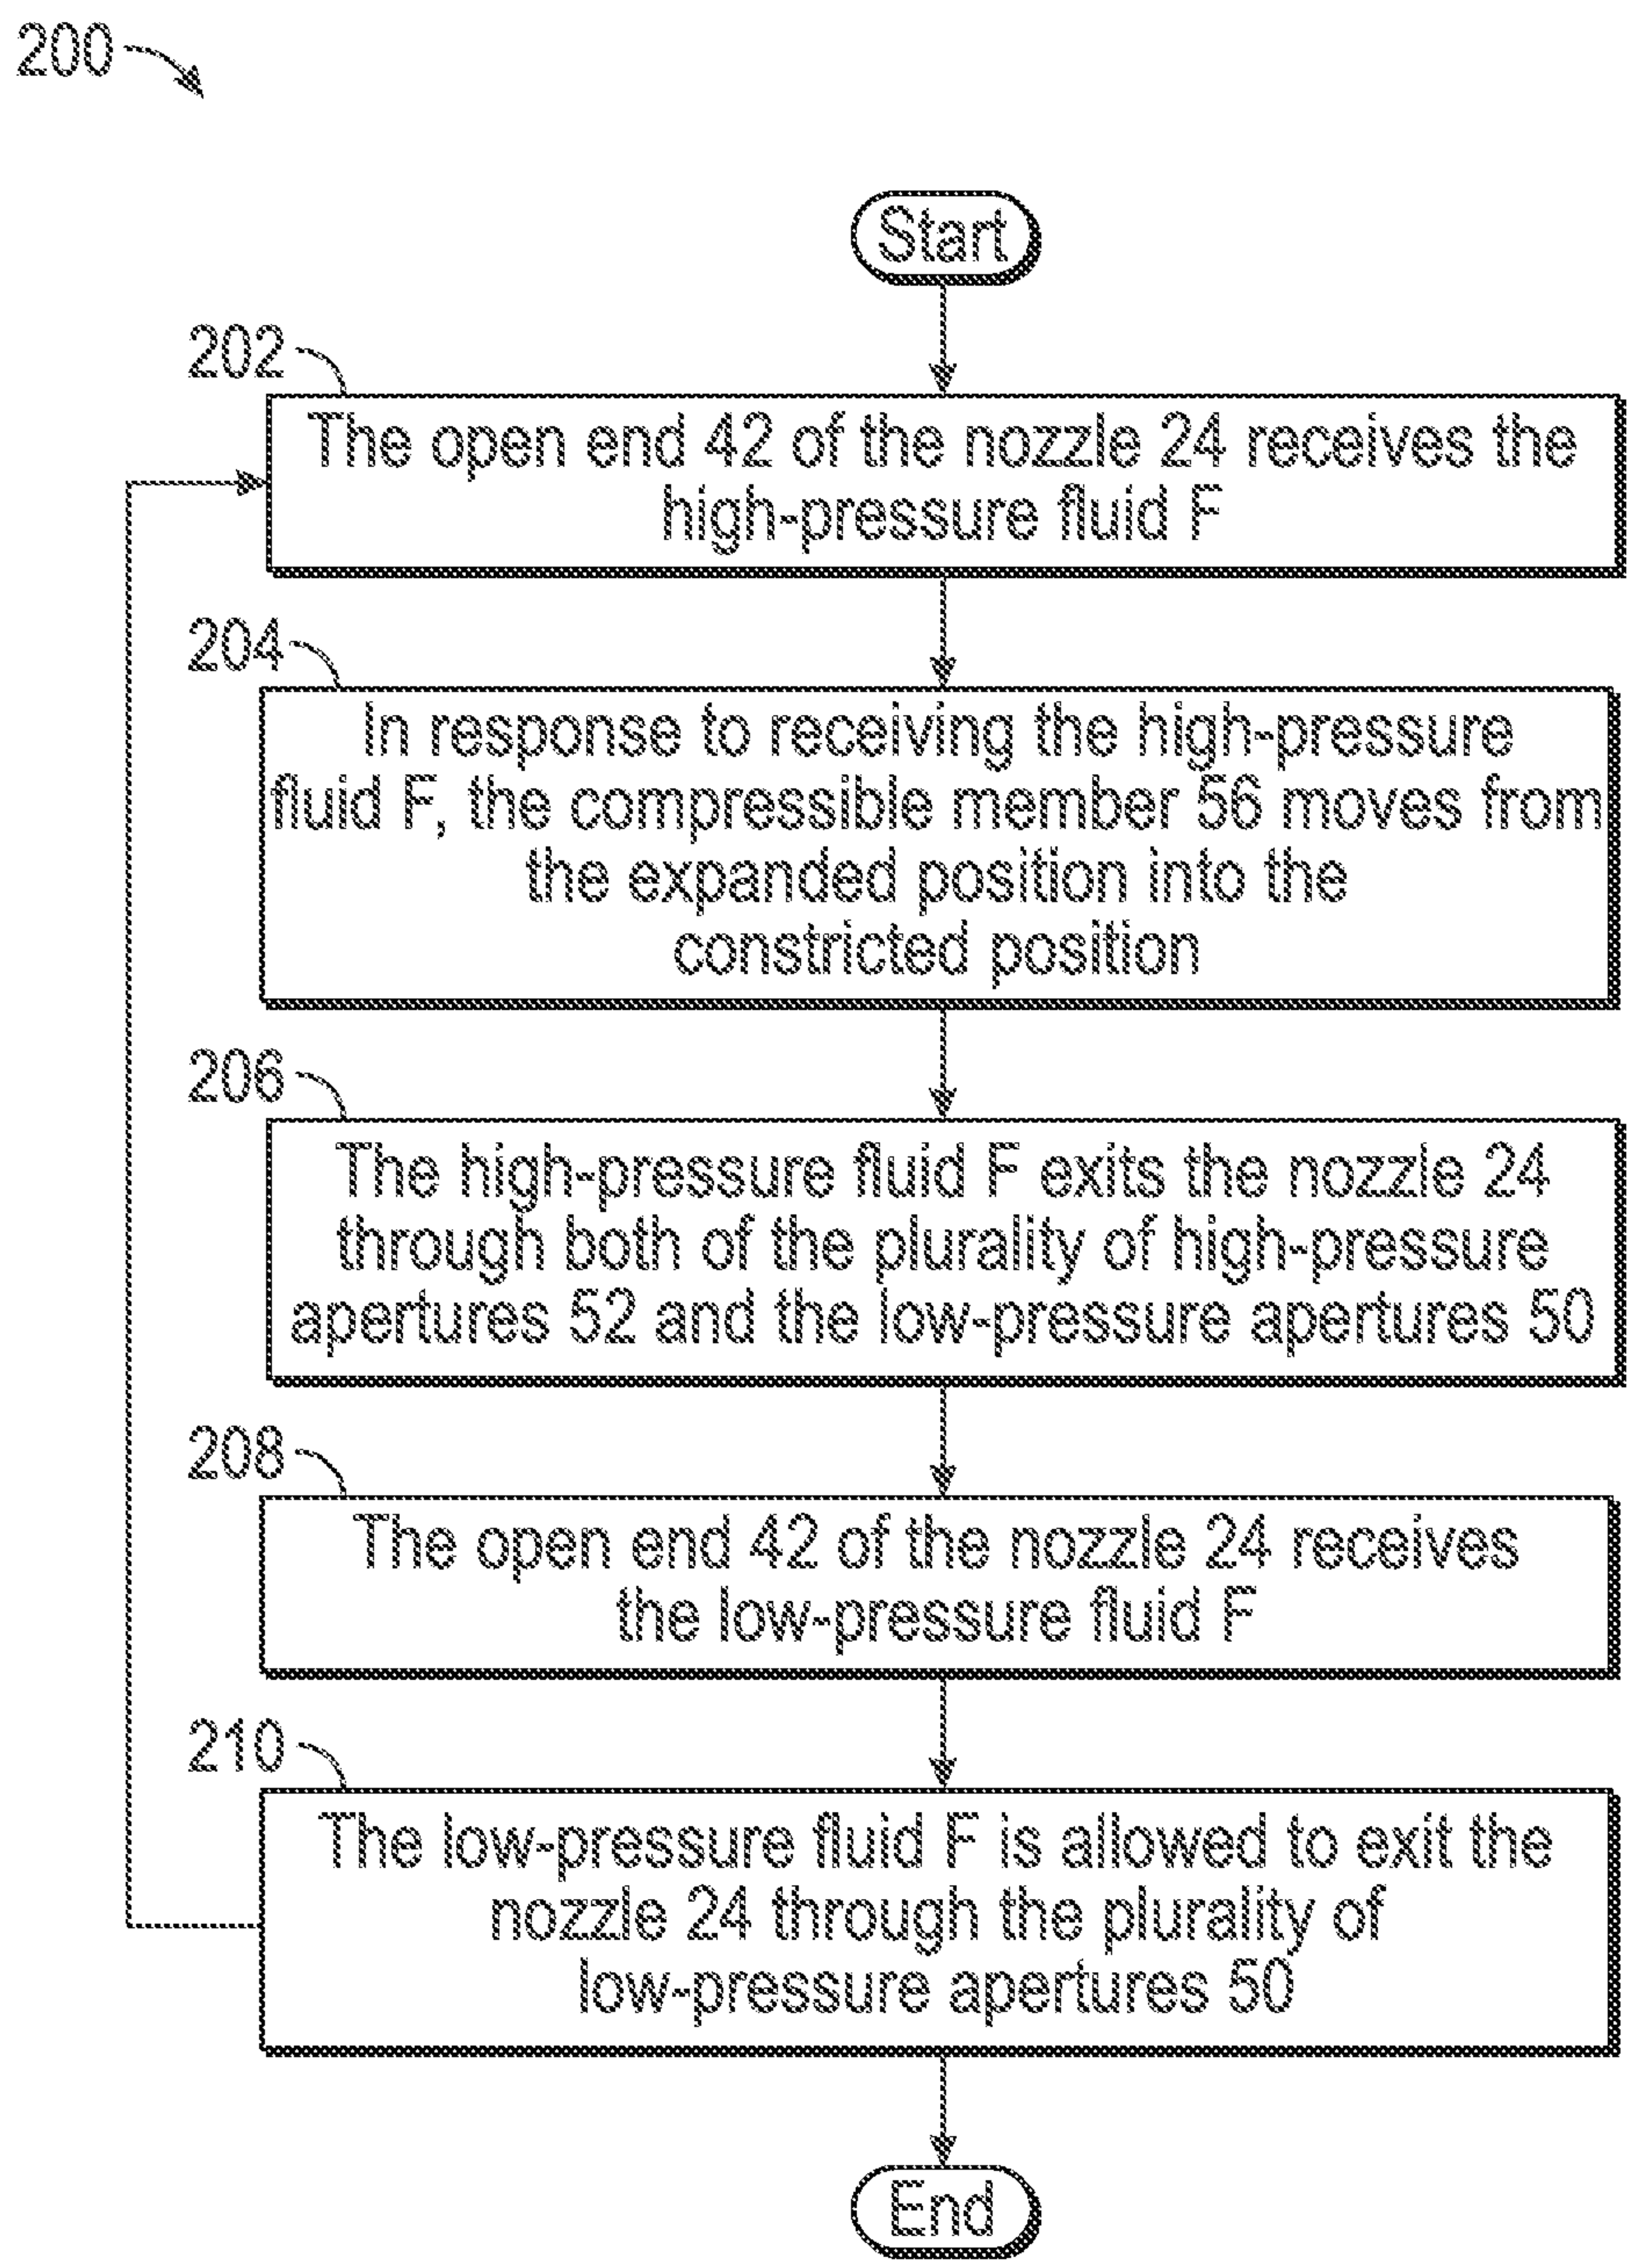 200
Start
202
The open end 42 of the nozzle 24 receives the
high-pressure fluid F
204
In response to receiving the high-pressure
fluid F, the compressible member 56 moves from
the expanded position into the
constricted position
206
The high-pressure fluid F exits the nozzle 24
through both of the plurality of high-pressure
apertures 52 and the low-pressure apertures 50
208
The open end 42 of the nozzle 24 receives
the low-pressure fluid F
210
The low-pressure fluid F is allowed to exit the
nozzle 24 through the plurality of
low-pressure apertures 50
End